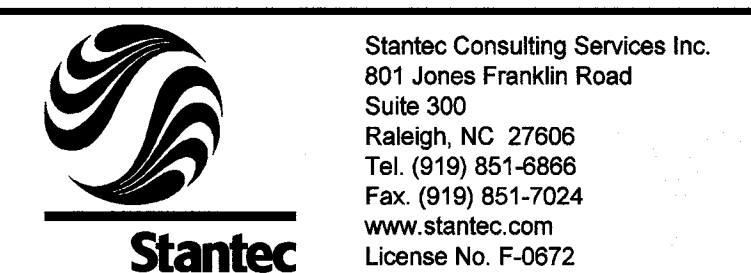 Stantec
Stantec Consulting Services Inc.
801 Jones Franklin Road
Suite 300
Raleigh, NC 27606
Tel. (919) 851-6866
Fax. (919) 851-7024
www.stantec.com
License No. F-0672